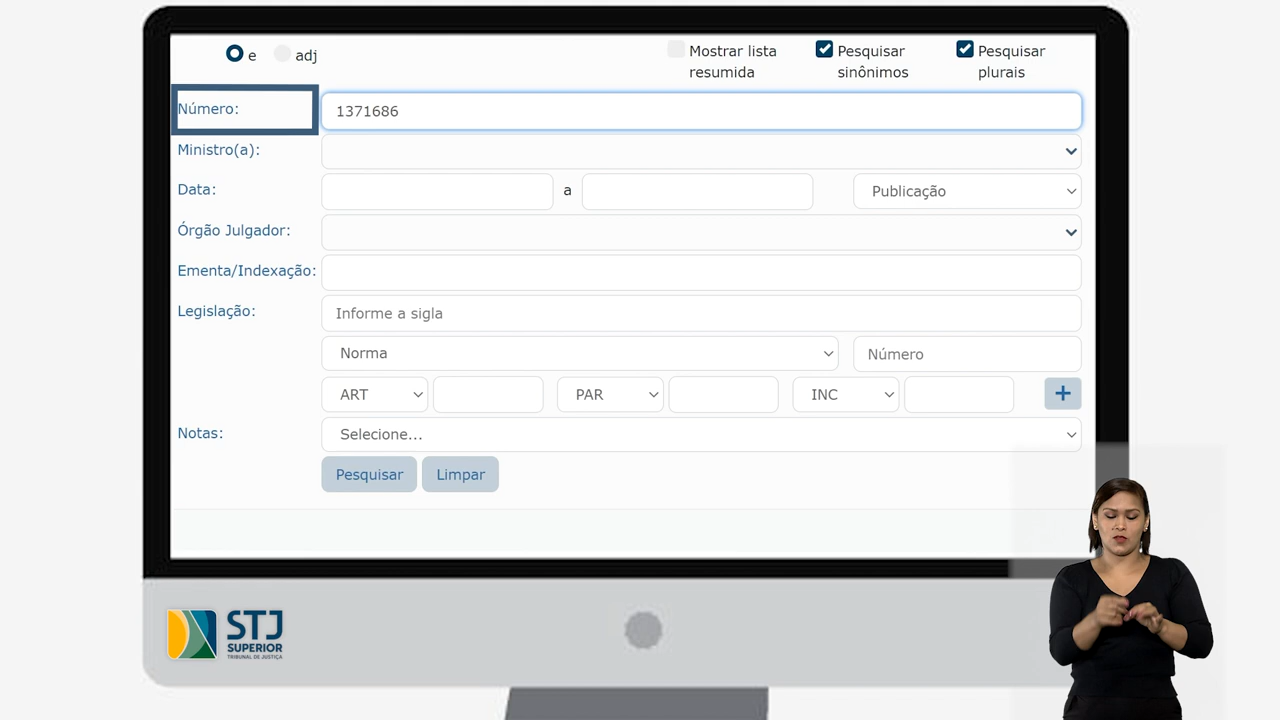 e adj Mostrar lista resumida Pesquisar sinônimos Pesquisar plurais
Número: 1371686
Ministro(a):
Data: a Publicação
Órgão Julgador:
Ementa/Indexação:
Legislação: Informe a sigla
Norma Número
ART PAR INC +
Notas: Selecione...
Pesquisar Limpar
STJ
SUPERIOR
TRIBUNAL DE JUSTIÇA